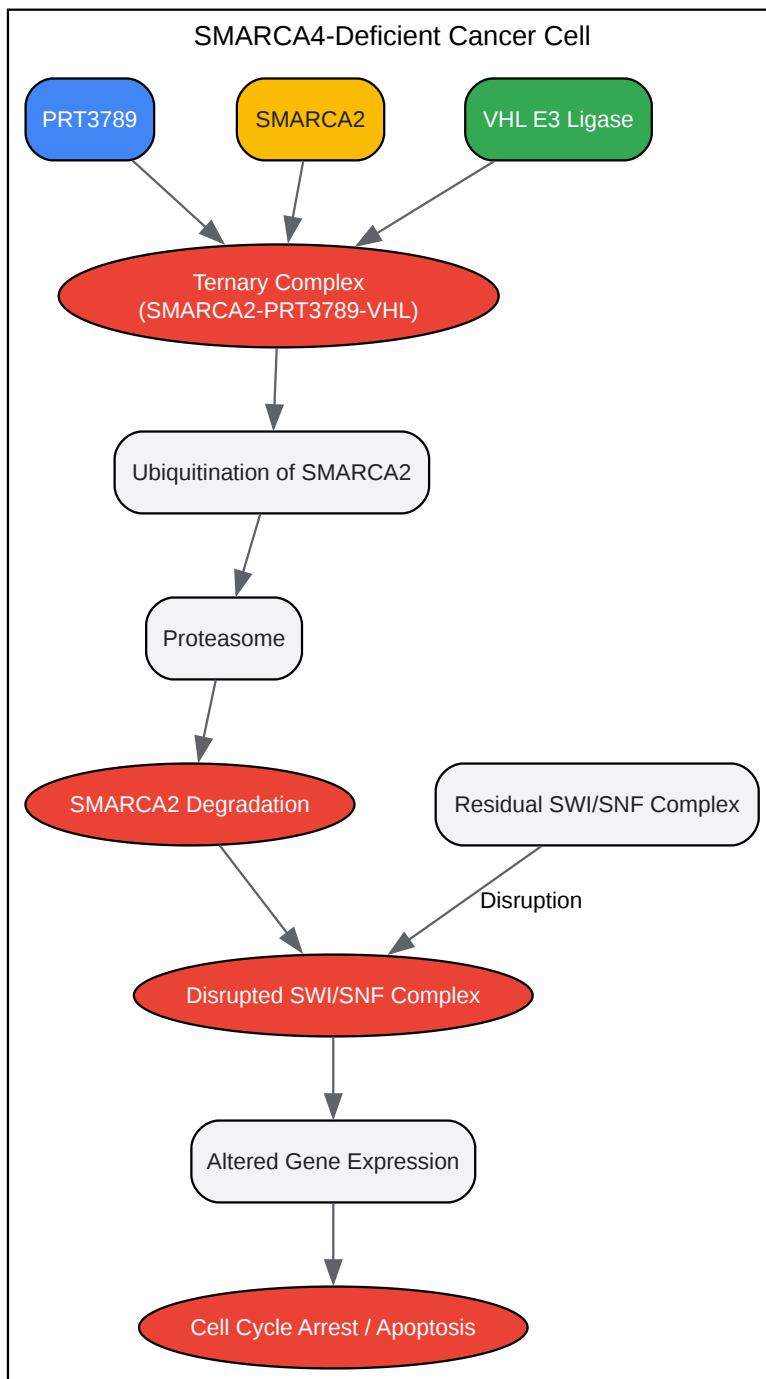 SMARCA4-Deficient Cancer Cell
PRT3789
SMARCA2
VHL E3 Ligase
Ternary Complex
(SMARCA2-PRT3789-VHL)
Ubiquitination of SMARCA2
Proteasome
SMARCA2 Degradation
Residual SWI/SNF Complex
Disruption
Disrupted SWI/SNF Complex
Altered Gene Expression
Cell Cycle Arrest / Apoptosis